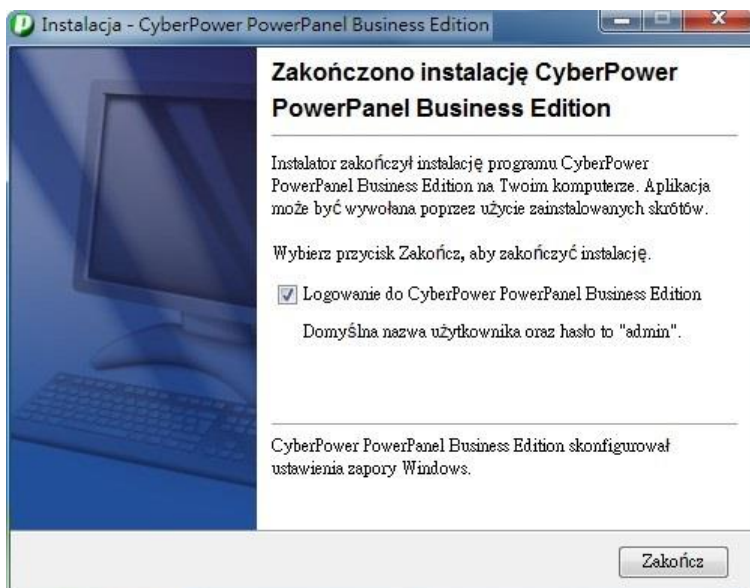 Instalacja - CyberPower PowerPanel Business Edition
Zakończono instalację CyberPower
PowerPanel Business Edition
Instalator zakończył instalację programu CyberPower
PowerPanel Business Edition na Twoim komputerze. Aplikacja
może być wywołana poprzez użycie zainstalowanych skrótów.
Wybierz przycisk Zakończ, aby zakończyć instalację.
Logowanie do CyberPower PowerPanel Business Edition
Domyślna nazwa użytkownika oraz hasło to "admin".
CyberPower PowerPanel Business Edition skonfigurował
ustawienia zapory Windows.
Zakończ